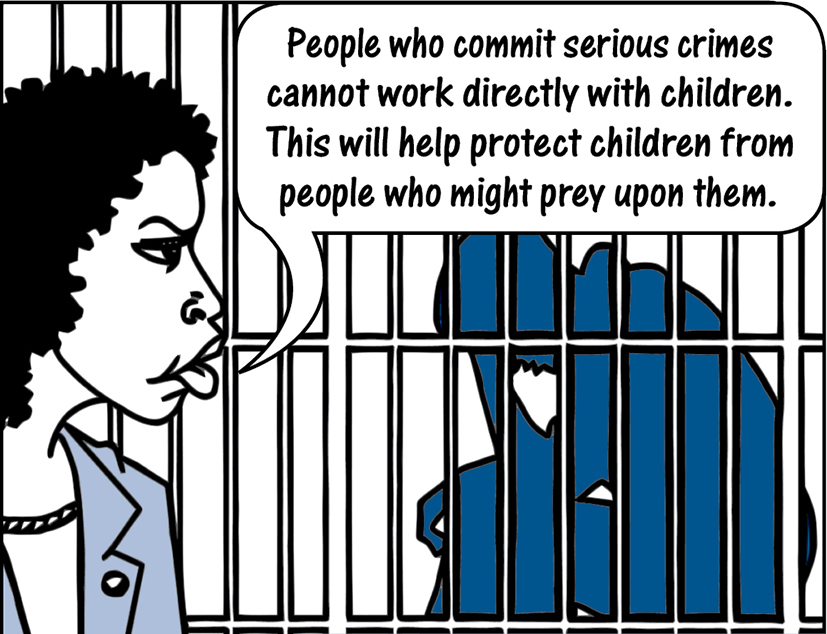 People who commit serious crimes
cannot work directly with children.
This will help protect children from
people who might prey upon them.